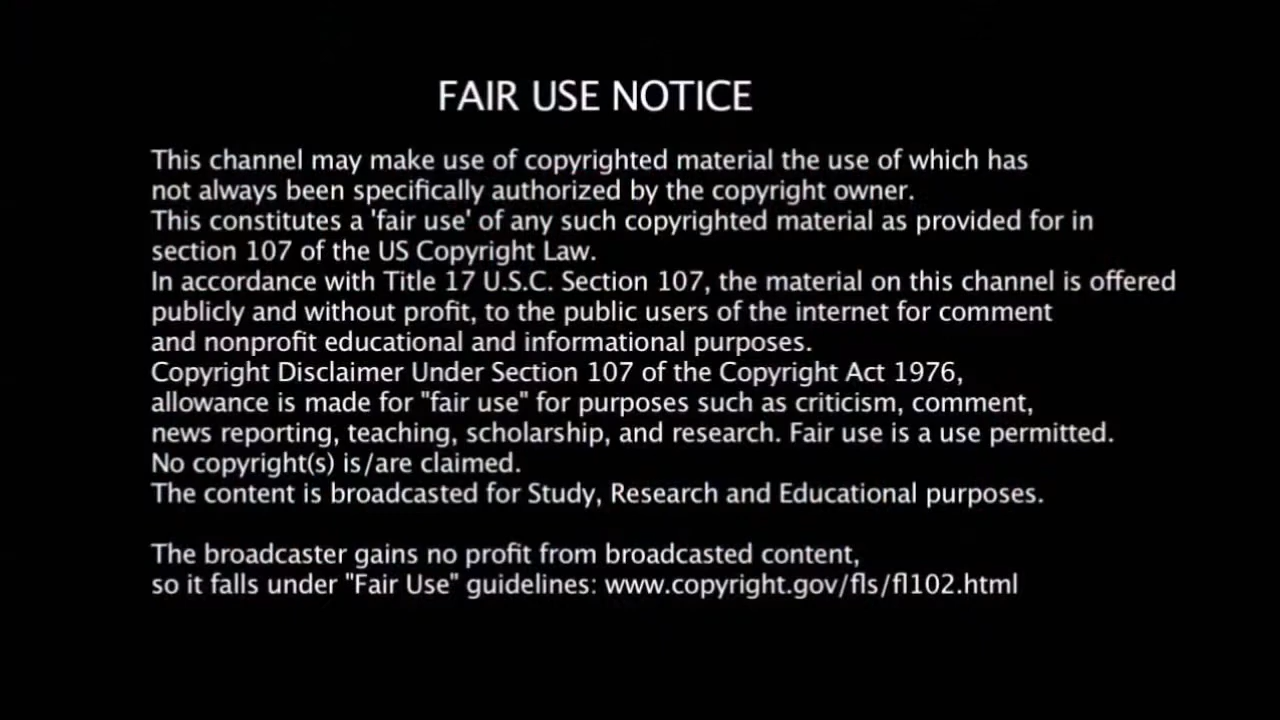 FAIR USE NOTICE
This channel may make use of copyrighted material the use of which has
not always been specifically authorized by the copyright owner.
This constitutes a 'fair use' of any such copyrighted material as provided for in
section 107 of the US Copyright Law.
In accordance with Title 17 U.S.C. Section 107, the material on this channel is offered
publicly and without profit, to the public users of the internet for comment
and nonprofit educational and informational purposes.
Copyright Disclaimer Under Section 107 of the Copyright Act 1976,
allowance is made for "fair use" for purposes such as criticism, comment,
news reporting, teaching, scholarship, and research. Fair use is a use permitted.
No copyright(s) is/are claimed.
The content is broadcasted for Study, Research and Educational purposes.
The broadcaster gains no profit from broadcasted content,
so it falls under "Fair Use" guidelines: www.copyright.gov/fls/fl102.html